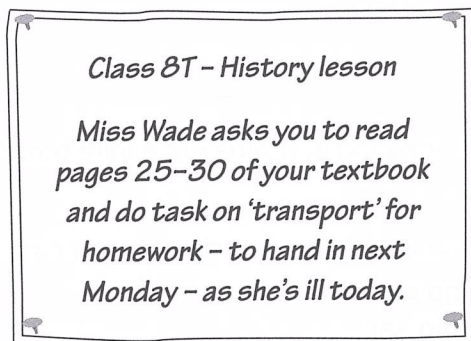 Class 8T – History lesson
Miss Wade asks you to read
pages 25–30 of your textbook
and do task on ‘transport’ for
homework – to hand in next
Monday – as she’s ill today.